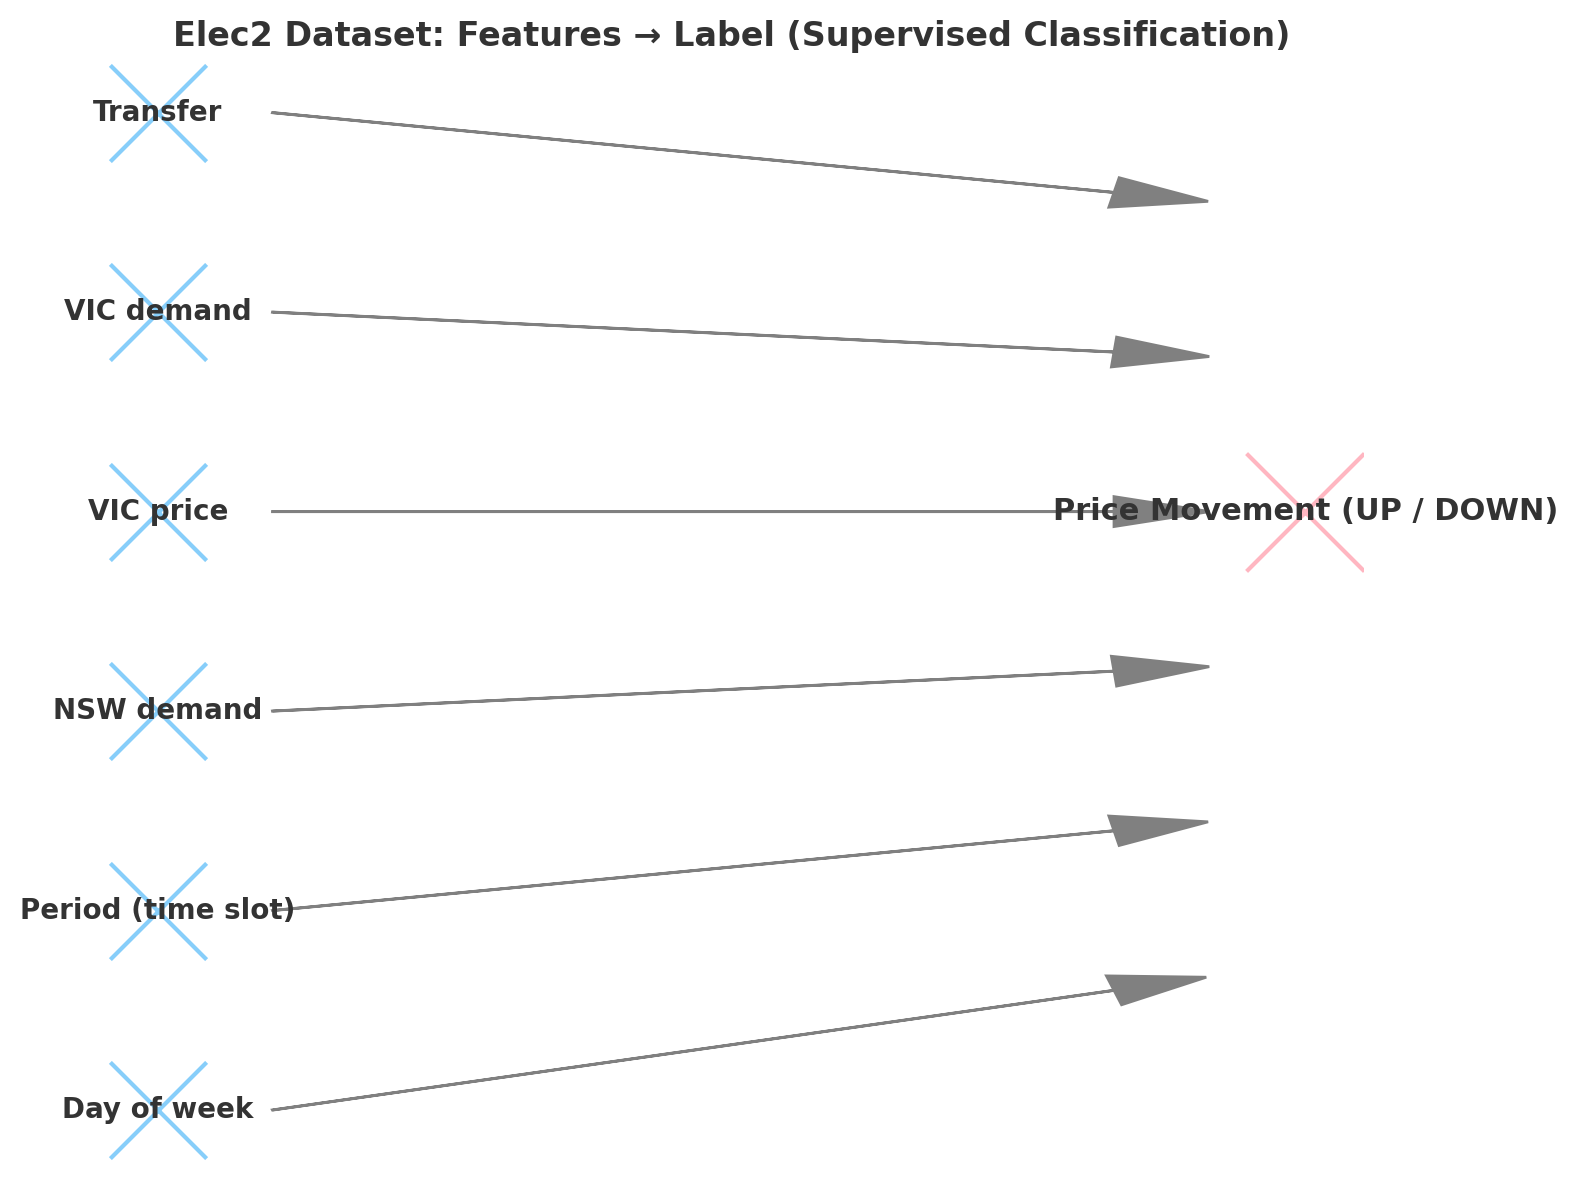 Elec2 Dataset: Features → Label (Supervised Classification)
Transfer
VIC demand
VIC price
Price Movement (UP / DOWN)
NSW demand
Period (time slot)
Day of week